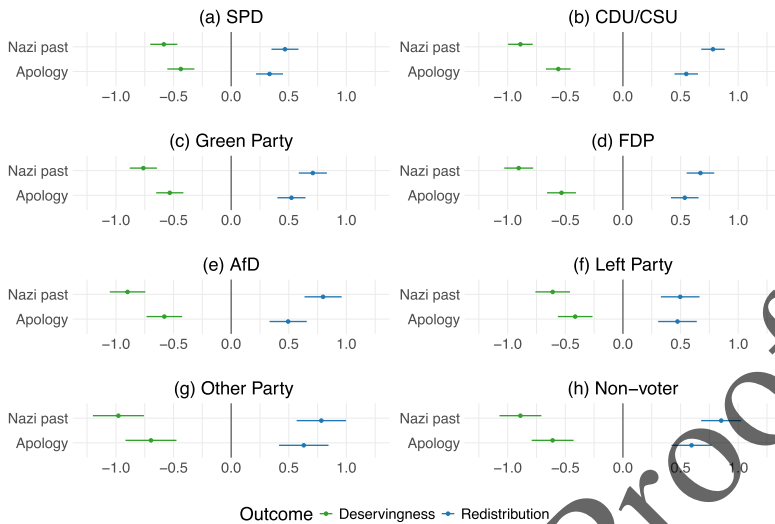 (a) SPD
Nazi past
Apology
−1.0 −0.5 0.0 0.5 1.0
(b) CDU/CSU
Nazi past
Apology
−1.0 −0.5 0.0 0.5 1.0
(c) Green Party
Nazi past
Apology
−1.0 −0.5 0.0 0.5 1.0
(d) FDP
Nazi past
Apology
−1.0 −0.5 0.0 0.5 1.0
(e) AfD
Nazi past
Apology
−1.0 −0.5 0.0 0.5 1.0
(f) Left Party
Nazi past
Apology
−1.0 −0.5 0.0 0.5 1.0
(g) Other Party
Nazi past
Apology
−1.0 −0.5 0.0 0.5 1.0
(h) Non−voter
Nazi past
Apology
−1.0 −0.5 0.0 0.5 1.0
Outcome Deservingness Redistribution
Proof